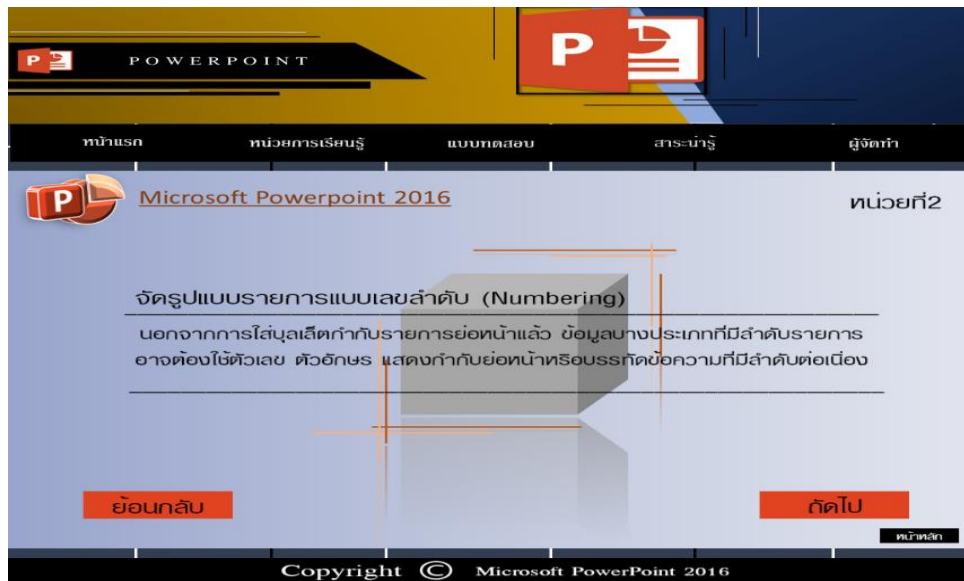 P POWERPOINT
P
หน้าแรก หน่วยการเรียนรู้ แบบทดสอบ สาระน่ารู้ ผู้จัดทำ
P Microsoft Powerpoint 2016 หน่วยที่2
จัดรูปแบบรายการแบบเลขลำดับ (Numbering)
นอกจากการใส่บุลเล็ตกำกับรายการย่อหน้าแล้ว ข้อมูลบางประเภทที่มีลำดับรายการ
อาจต้องใช้ตัวเลข ตัวอักษร แสดงกำกับย่อหน้าหรือบรรทัดข้อความที่มีลำดับต่อเนื่อง
ย้อนกลับ ถัดไป
หน้าหลัก
Copyright © Microsoft PowerPoint 2016